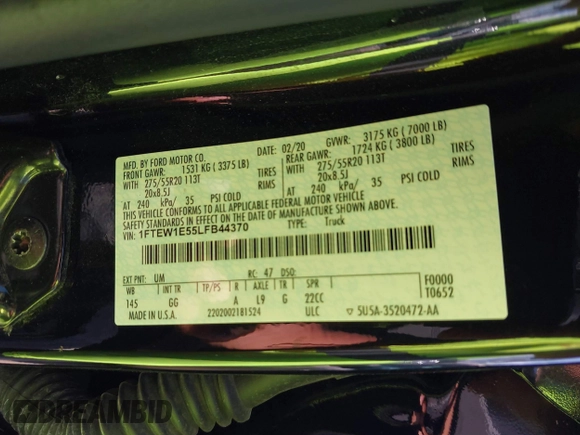 MFD. BY FORD MOTOR CO.
02/20
GVWR: 3175 KG ( 7000 LB)
FRONT GAWR: 1531 KG ( 3375 LB)
REAR GAWR: 1724 KG ( 3800 LB)
WITH 275/55R20 113T TIRES
WITH 275/55R20 113T TIRES
20x8.5J RIMS
20x8.5J RIMS
AT 240 kPa/ 35 PSI COLD
AT 240 kPa/ 35 PSI COLD
THIS VEHICLE CONFORMS TO ALL APPLICABLE FEDERAL MOTOR VEHICLE
SAFETY STANDARDS IN EFFECT ON THE DATE OF MANUFACTURE SHOWN ABOVE.
VIN: 1FTEW1E55LFB44370
TYPE: Truck
EXT PNT: UM RC: 47 DSO:
WB INT TR TP/PS R AXLE TR SPR F0000
145 GG A L9 G 22CC T0652
MADE IN U.S.A. 2202002181524 ULC 5U5A-3520472-AA
DREAMBID